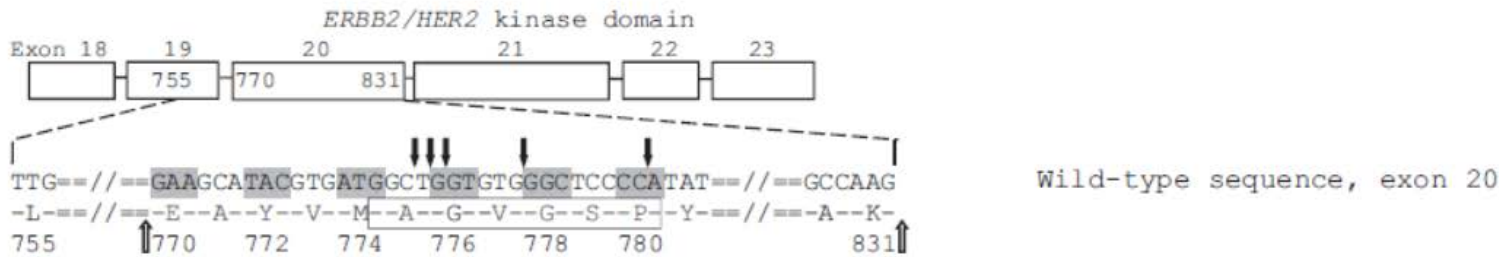 ERBB2/HER2 kinase domain
Exon 18 19 20 21 22 23
755 770 831
TTG==//==GAAGCATACGTGATGGCTGGTGTGGGCTCCCCATAT==//==GCCAAG Wild-type sequence, exon 20
-L-==//==-E--A--Y--V--M--A--G--V--G--S--P--Y-==//==-A--K-
755 770 772 774 776 778 780 831